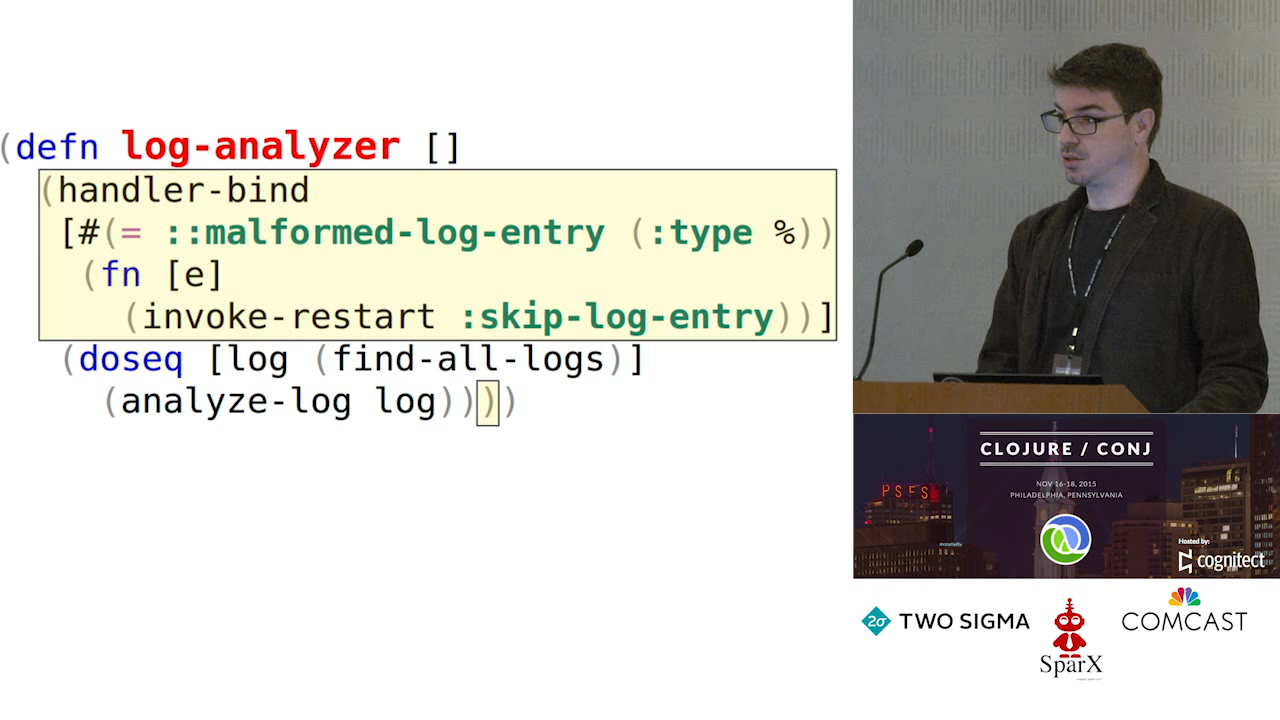 (defn log-analyzer []
(handler-bind
[#(= ::malformed-log-entry (:type %))
(fn [e]
(invoke-restart :skip-log-entry))]
(doseq [log (find-all-logs)]
(analyze-log log))))
CLOJURE / CONJ
NOV 16-18, 2015
PHILADELPHIA, PENNSYLVANIA
PSFS
Hosted by:
cognitect
2σ TWO SIGMA
SparX
COMCAST